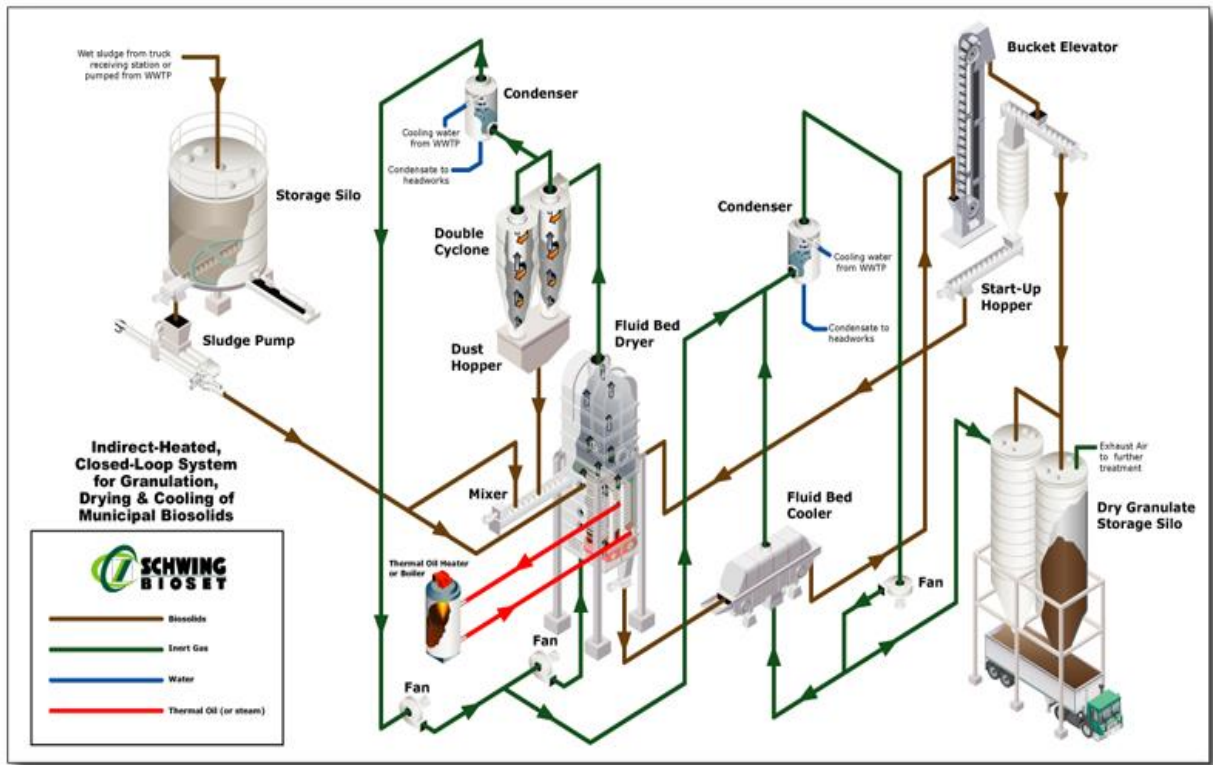 Wet sludge from truck
receiving station or
pumped from WWTP
Storage Silo
Sludge Pump
Condenser
Cooling water
from WWTP
Condensate to
headworks
Double
Cyclone
Dust
Hopper
Fluid Bed
Dryer
Mixer
Thermal Oil Heater
or Boiler
Fan
Fan
Condenser
Cooling water
from WWTP
Condensate to
headworks
Fluid Bed
Cooler
Fan
Bucket Elevator
Start-Up
Hopper
Exhaust Air
to further
treatment
Dry Granulate
Storage Silo
Indirect-Heated,
Closed-Loop System
for Granulation,
Drying & Cooling of
Municipal Biosolids
SCHWING
BIOSET
Biosolids
Inert Gas
Water
Thermal Oil (or steam)